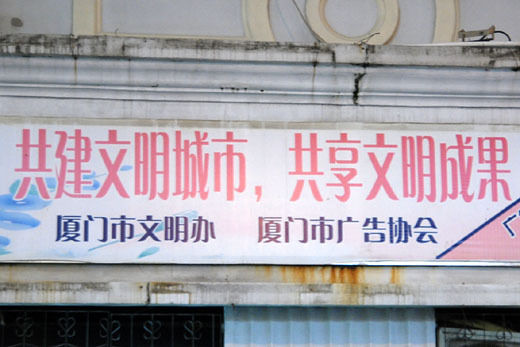 共建文明城市，共享文明成果
厦门市文明办 厦门市广告协会